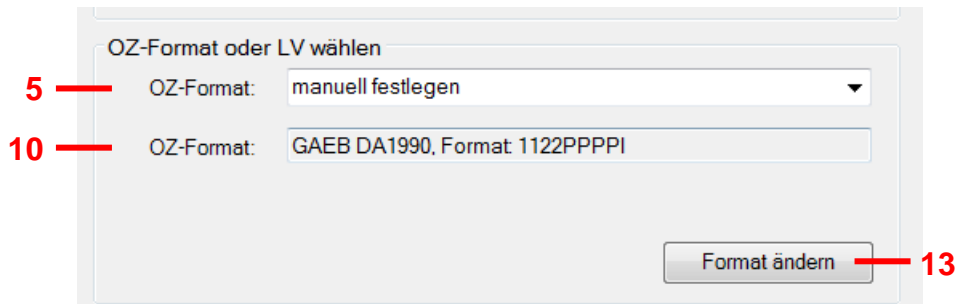 OZ-Format oder LV wählen
5 OZ-Format: manuell festlegen
10 OZ-Format: GAEB DA1990, Format: 1122PPPPI
Format ändern 13